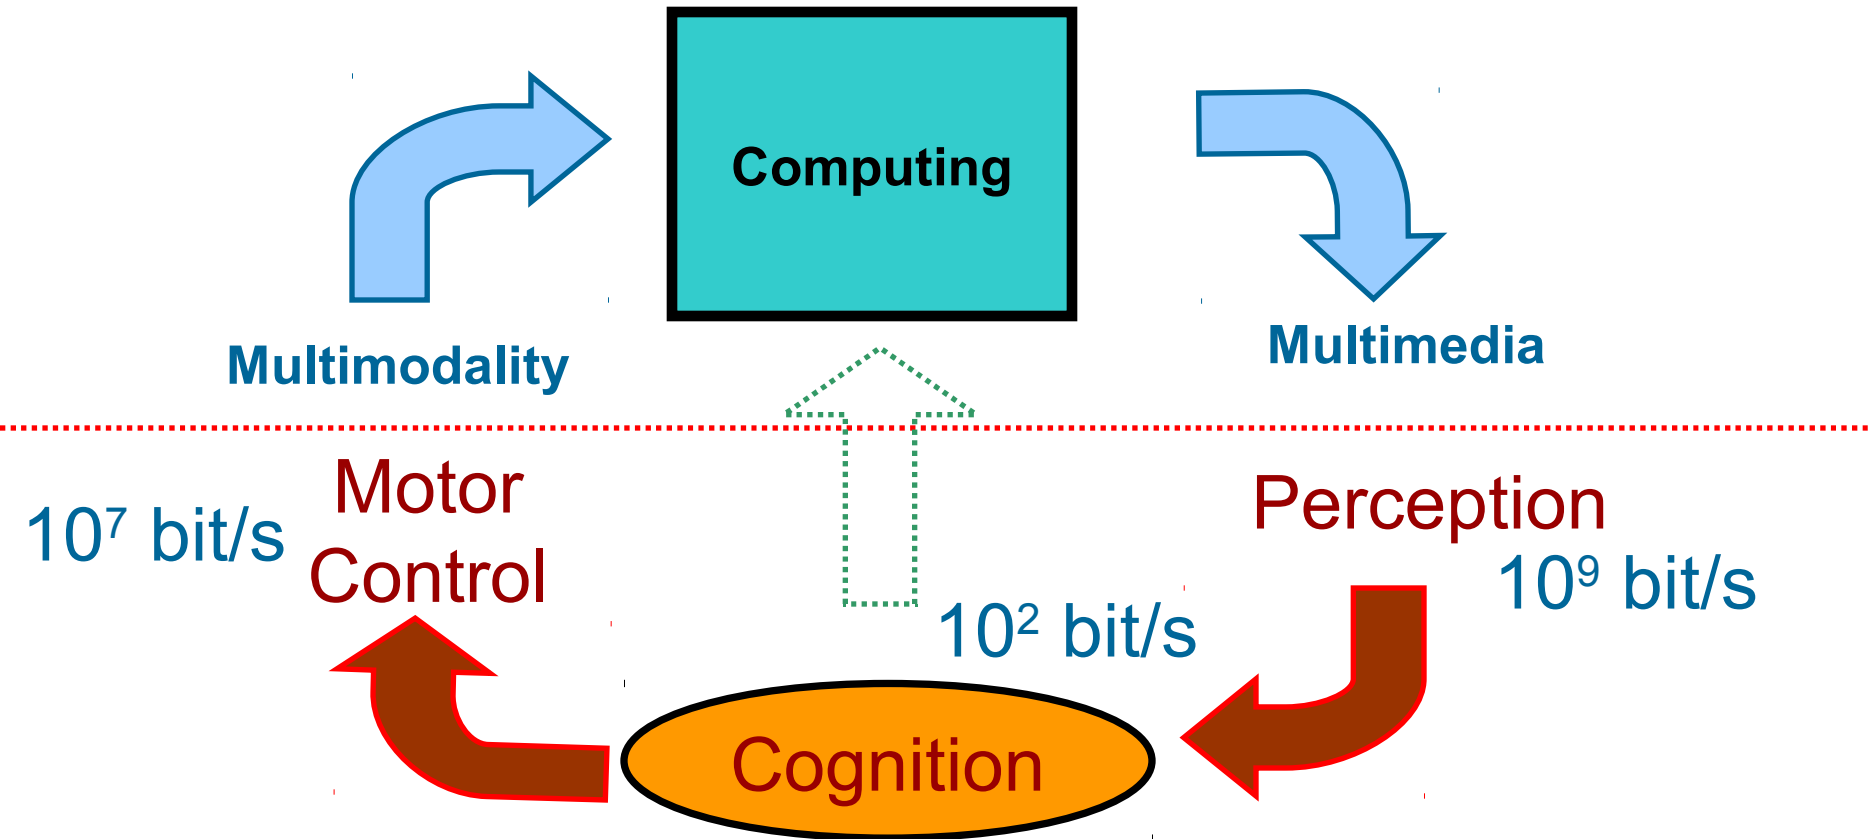 Computing
Multimodality
Multimedia
10⁷ bit/s
Motor
Control
Perception
10⁹ bit/s
10² bit/s
Cognition